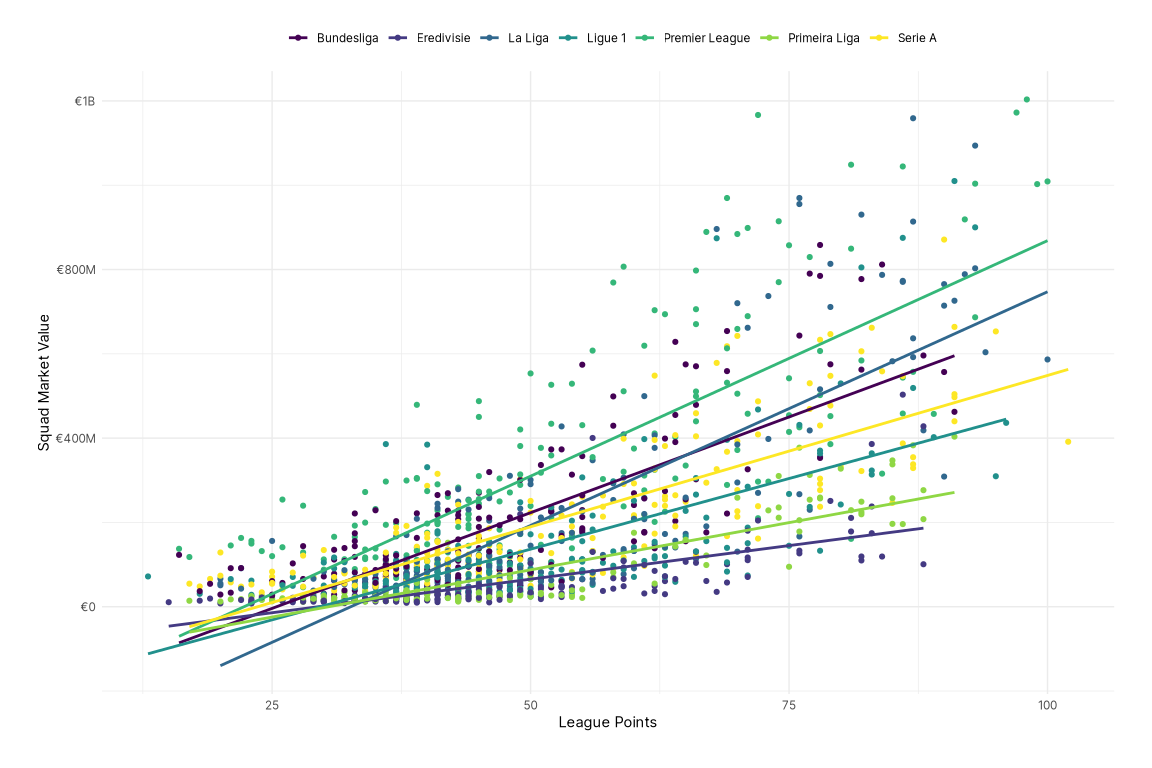 Bundesliga Eredivisie La Liga Ligue 1 Premier League Primeira Liga Serie A
€1B
€800M
€400M
€0
Squad Market Value
25 50 75 100
League Points